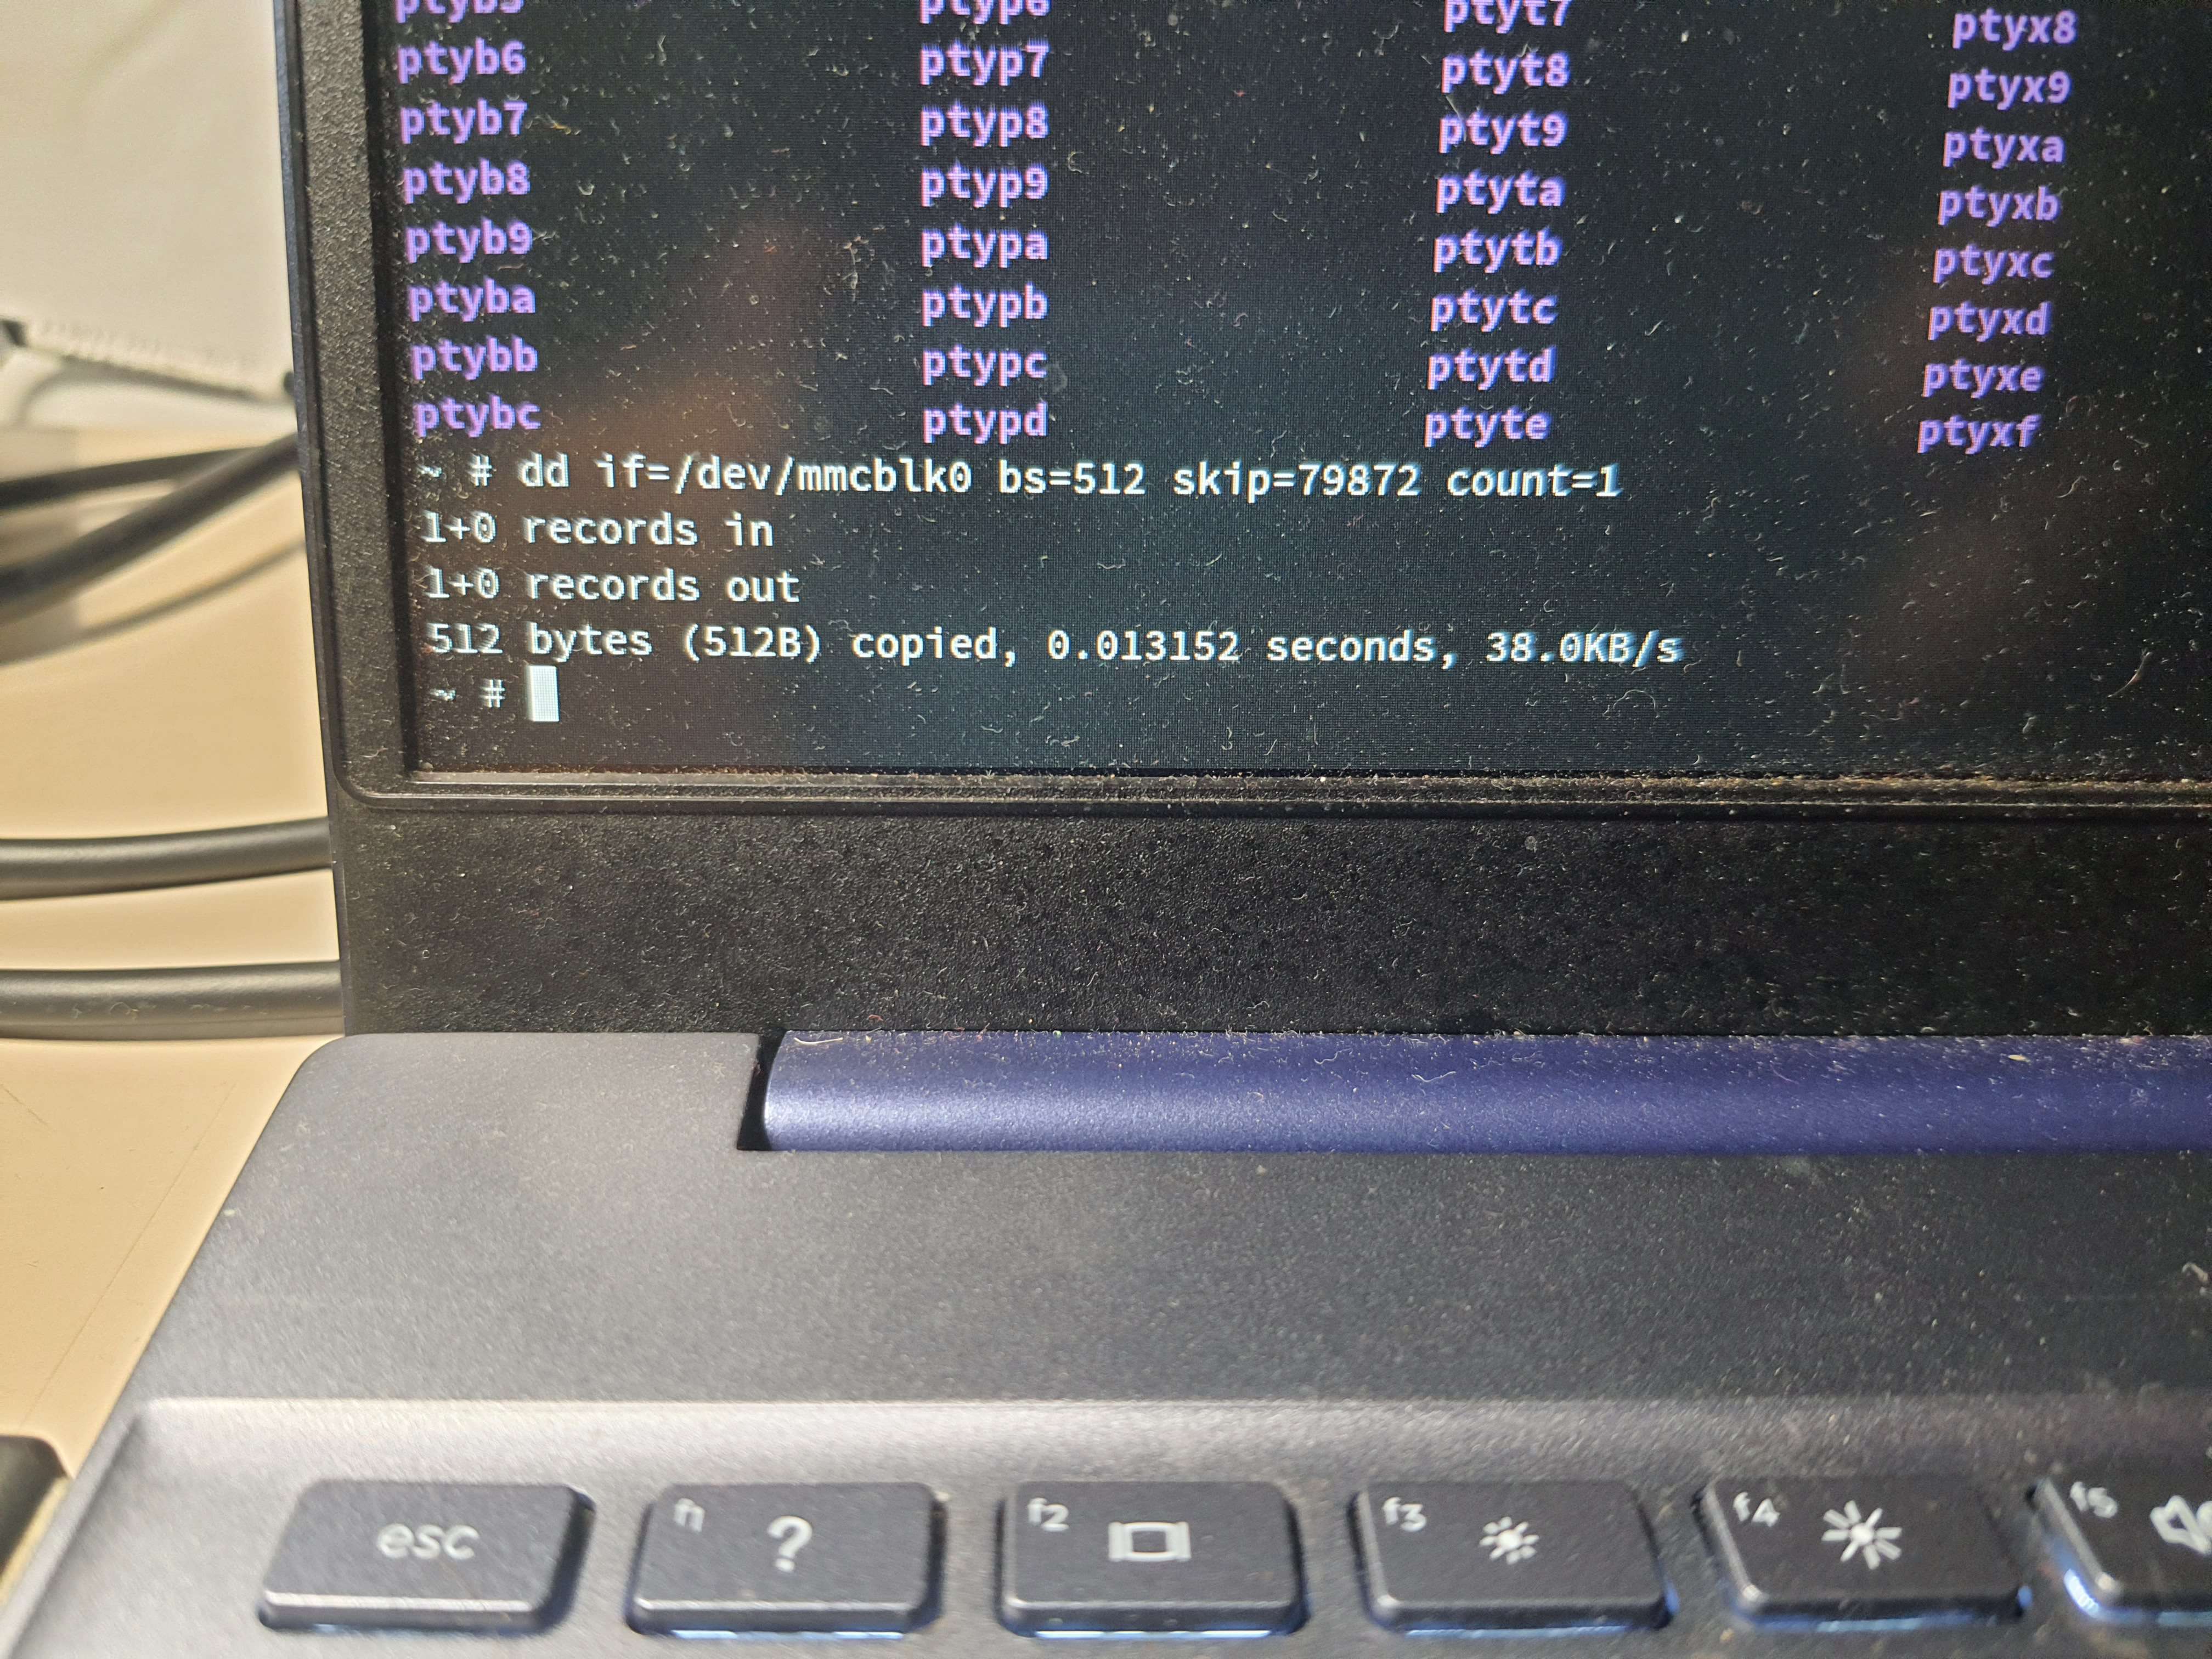 ptyb5 ptyp6 ptyt7 ptyx8
ptyb6 ptyp7 ptyt8 ptyx9
ptyb7 ptyp8 ptyt9 ptyxa
ptyb8 ptyp9 ptyta ptyxb
ptyb9 ptypa ptytb ptyxc
ptyba ptypb ptytc ptyxd
ptybb ptypc ptytd ptyxe
ptybc ptypd ptyte ptyxf
~ # dd if=/dev/mmcblk0 bs=512 skip=79872 count=1
1+0 records in
1+0 records out
512 bytes (512B) copied, 0.013152 seconds, 38.0KB/s
~ #
esc f1 ? f2 f3 f4 f5